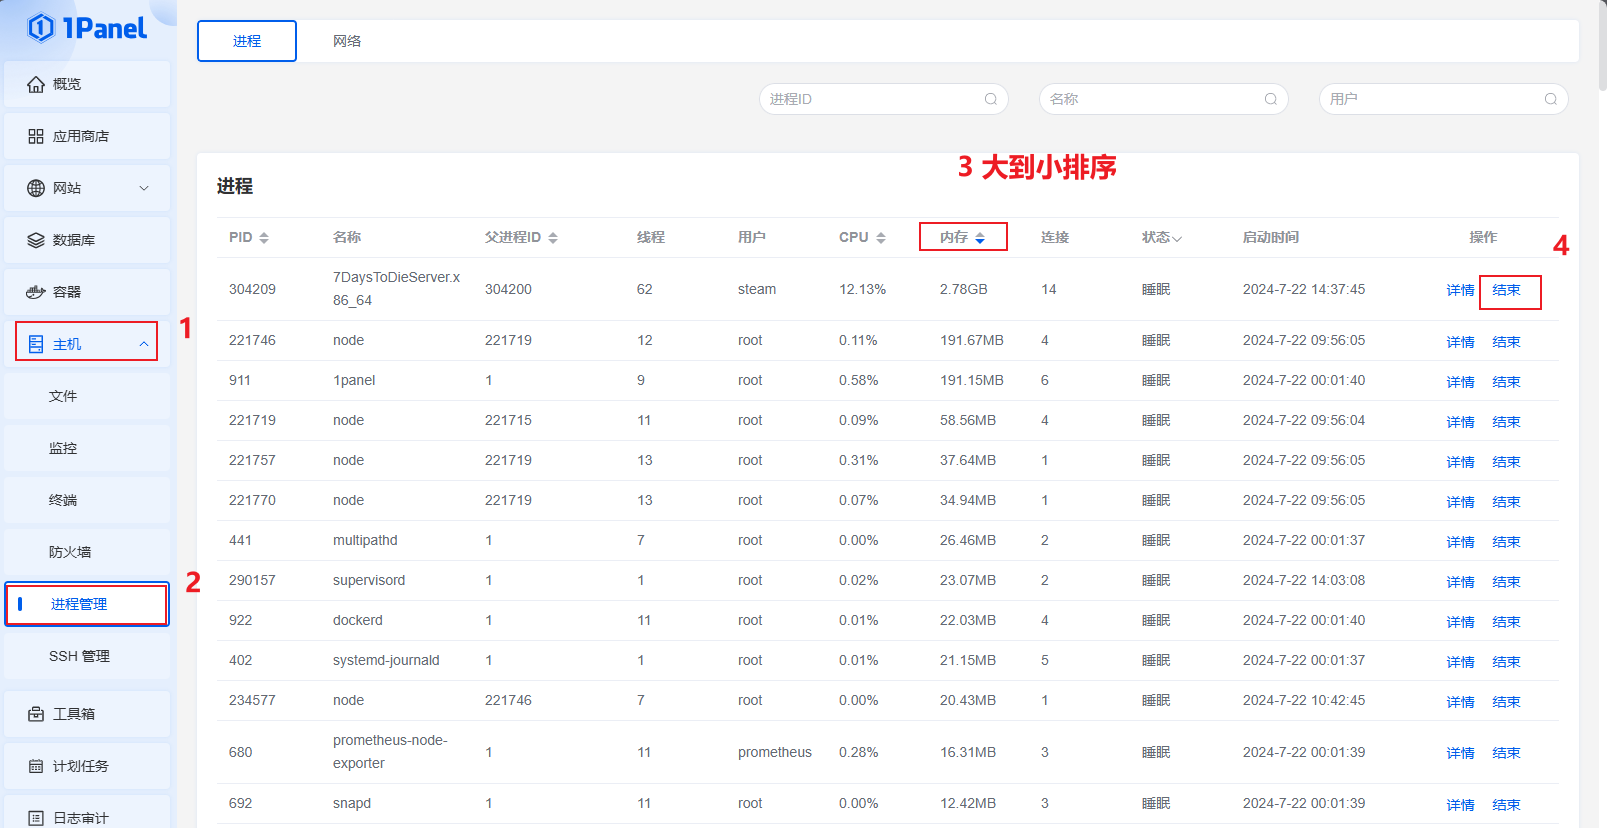 1Panel
概览
应用商店
网站
数据库
容器
主机
1
文件
监控
终端
防火墙
进程管理
2
SSH 管理
工具箱
计划任务
日志审计
进程 网络
进程ID 名称 用户
3 大到小排序
进程
PID 名称 父进程ID 线程 用户 CPU 内存 连接 状态 启动时间 操作
4
304209 7DaysToDieServer.x86_64 304200 62 steam 12.13% 2.78GB 14 睡眠 2024-7-22 14:37:45 详情 结束
221746 node 221719 12 root 0.11% 191.67MB 4 睡眠 2024-7-22 09:56:05 详情 结束
911 1panel 1 9 root 0.58% 191.15MB 6 睡眠 2024-7-22 00:01:40 详情 结束
221719 node 221715 11 root 0.09% 58.56MB 4 睡眠 2024-7-22 09:56:04 详情 结束
221757 node 221719 13 root 0.31% 37.64MB 1 睡眠 2024-7-22 09:56:05 详情 结束
221770 node 221719 13 root 0.07% 34.94MB 1 睡眠 2024-7-22 09:56:05 详情 结束
441 multipathd 1 7 root 0.00% 26.46MB 2 睡眠 2024-7-22 00:01:37 详情 结束
290157 supervisord 1 1 root 0.02% 23.07MB 2 睡眠 2024-7-22 14:03:08 详情 结束
922 dockerd 1 11 root 0.01% 22.03MB 4 睡眠 2024-7-22 00:01:40 详情 结束
402 systemd-journald 1 1 root 0.01% 21.15MB 5 睡眠 2024-7-22 00:01:37 详情 结束
234577 node 221746 7 root 0.00% 20.43MB 1 睡眠 2024-7-22 10:42:45 详情 结束
680 prometheus-node-exporter 1 11 prometheus 0.28% 16.31MB 3 睡眠 2024-7-22 00:01:39 详情 结束
692 snapd 1 11 root 0.00% 12.42MB 3 睡眠 2024-7-22 00:01:39 详情 结束